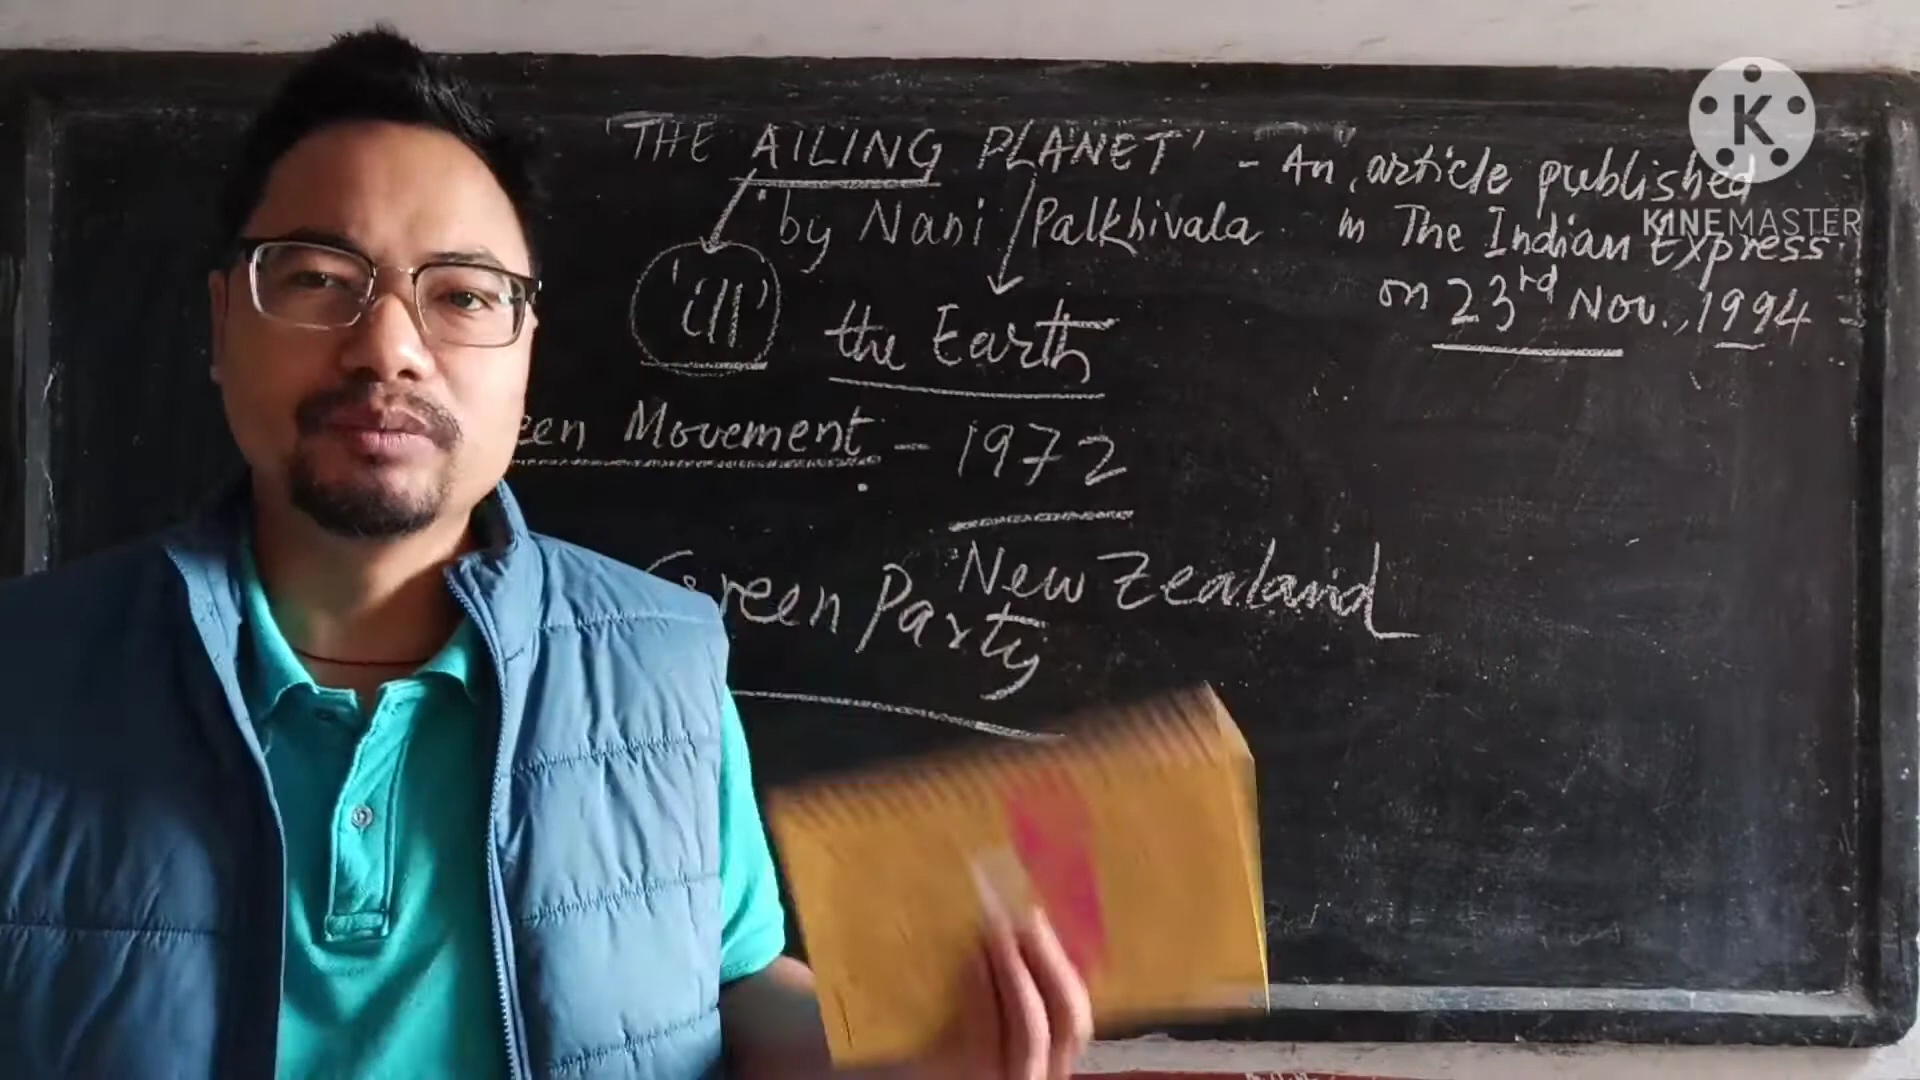 'THE AILING PLANET' - An article published
by Nani Palkhivala in The Indian Express
on 23rd Nov., 1994 -
'ill' the Earth
een Movement - 1972
New Zealand
Green Party
K
KINEMASTER